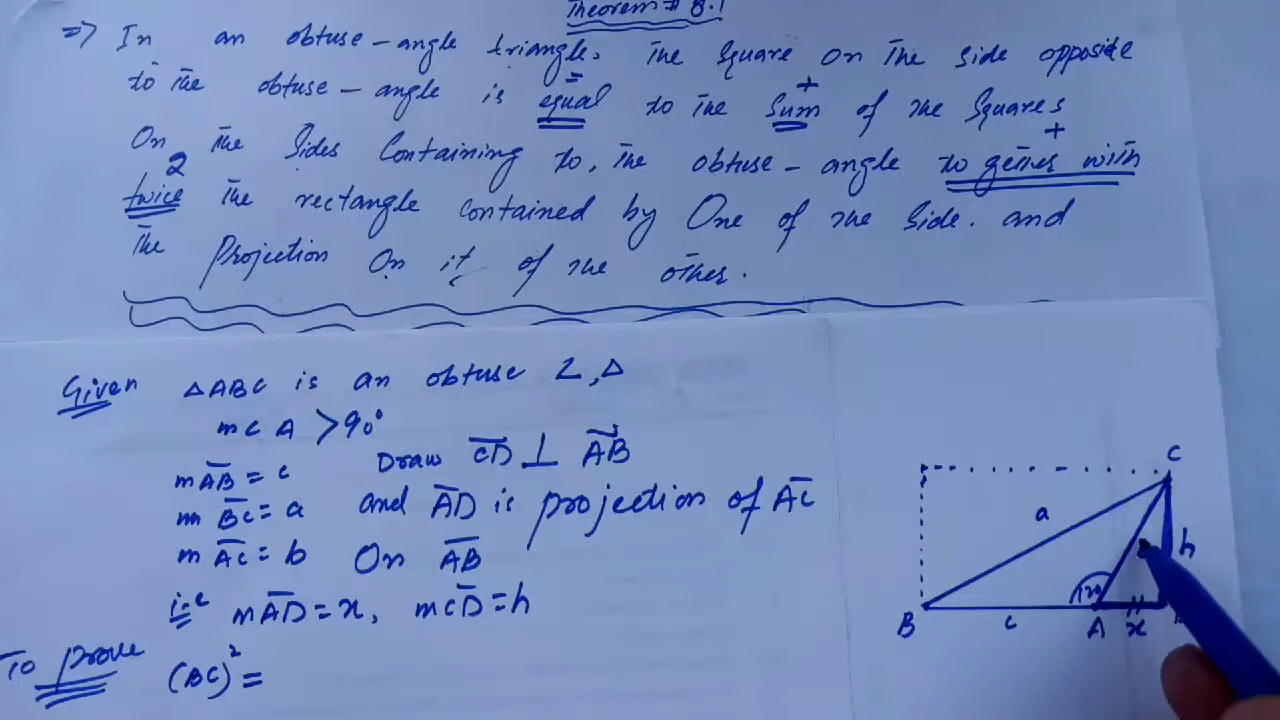 Theorem # 8.1
=> In an obtuse-angle triangle, The square on The side opposite
to The obtuse-angle is equal to The Sum of The Squares
= +
On The Sides Containing to, The obtuse-angle to gether with
2 +
twice The rectangle contained by One of The Side. and
The Projection On it of The other.
Given △ABC is an obtuse ∠, △
m∠A > 90°
mAB = c Draw CD ⊥ AB
mBC = a and AD is projection of AC
mAC = b On AB
i.e mAD = x, mCD = h
To prove (BC)² =
C
a
h
120
B c A x